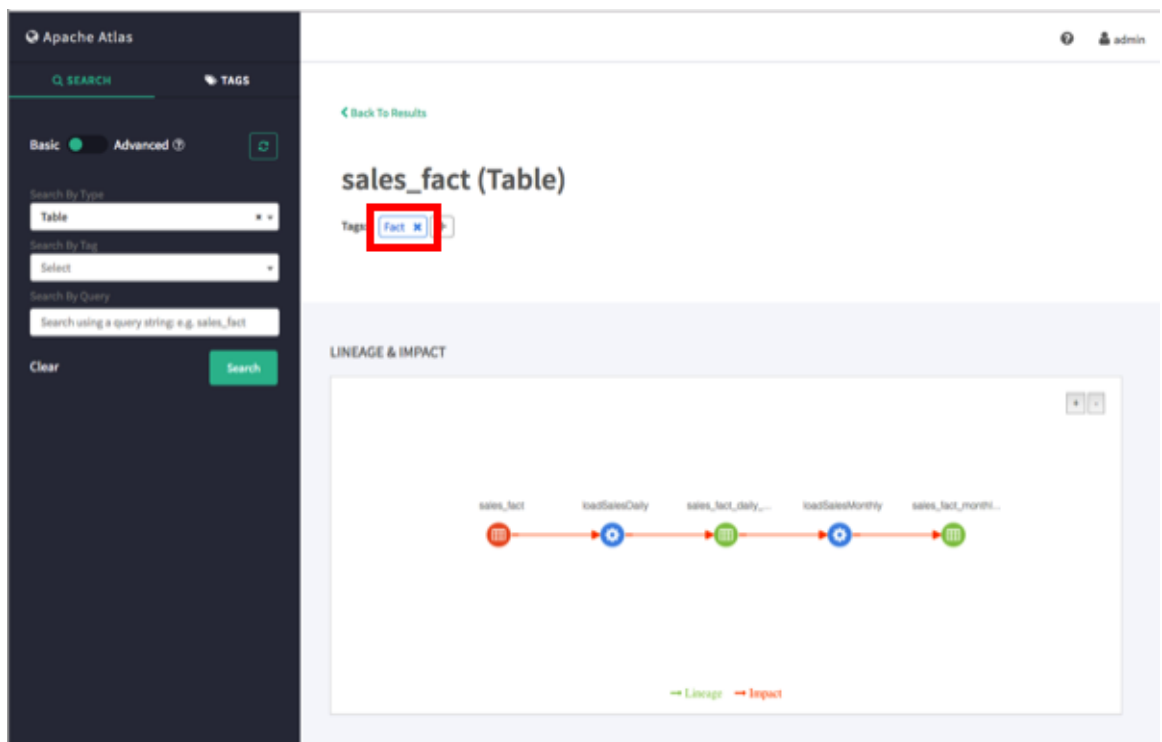 Apache Atlas
admin
SEARCH TAGS
Back To Results
Basic Advanced
sales_fact (Table)
Search By Type
Table
Tags: Fact
Search By Tag
Select
Search By Query
Search using a query string: e.g. sales_fact
Clear Search
LINEAGE & IMPACT
+ -
sales_fact loadSalesDaily sales_fact_daily_... loadSalesMonthly sales_fact_monthl...
Lineage Impact